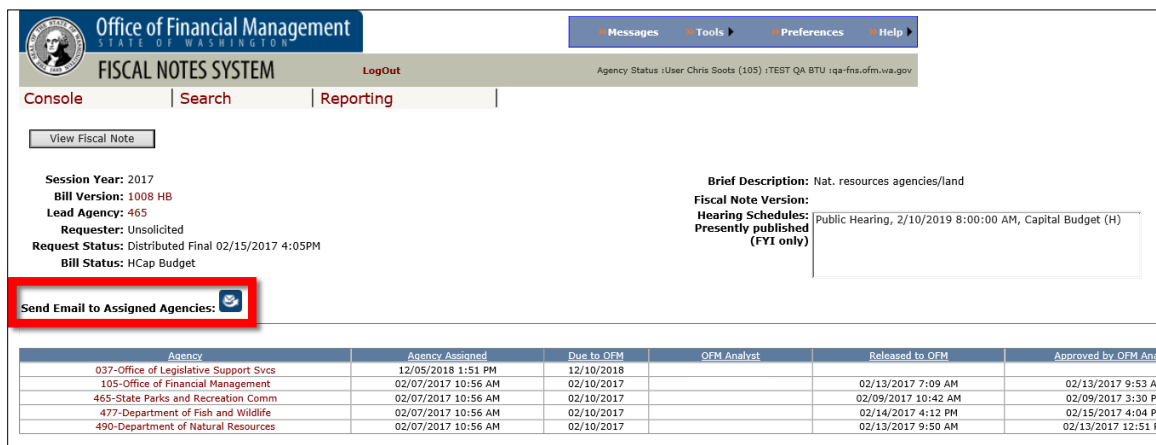 Office of Financial Management
STATE OF WASHINGTON
Messages Tools Preferences Help
FISCAL NOTES SYSTEM LogOut Agency Status :User Chris Soots (105) :TEST QA BTU :qa-fns.ofm.wa.gov
Console Search Reporting
View Fiscal Note
Session Year: 2017
Bill Version: 1008 HB
Lead Agency: 465
Requester: Unsolicited
Request Status: Distributed Final 02/15/2017 4:05PM
Bill Status: HCap Budget
Brief Description: Nat. resources agencies/land
Fiscal Note Version:
Hearing Schedules: Public Hearing, 2/10/2019 8:00:00 AM, Capital Budget (H)
Presently published
(FYI only)
Send Email to Assigned Agencies:
Agency Agency Assigned Due to OFM OFM Analyst Released to OFM Approved by OFM Ana
037-Office of Legislative Support Svcs 12/05/2018 1:51 PM 12/10/2018
105-Office of Financial Management 02/07/2017 10:56 AM 02/10/2017 02/13/2017 7:09 AM 02/13/2017 9:53 A
465-State Parks and Recreation Comm 02/07/2017 10:56 AM 02/10/2017 02/09/2017 10:42 AM 02/09/2017 3:30 P
477-Department of Fish and Wildlife 02/07/2017 10:56 AM 02/10/2017 02/14/2017 4:12 PM 02/15/2017 4:04 P
490-Department of Natural Resources 02/07/2017 10:56 AM 02/10/2017 02/13/2017 9:50 AM 02/13/2017 12:51